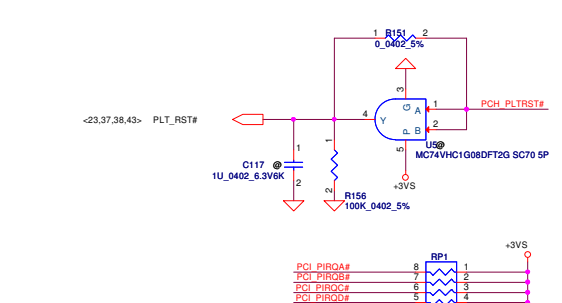 1 R151 2
0_0402_5%
3
G
<23,37,38,43> PLT_RST#
4 Y
A 1
PCH_PLTRST#
B 2
P
5
U5@
MC74VHC1G08DFT2G SC70 5P
1
C117 @
1U_0402_6.3V6K
2
1
2
R156
100K_0402_5%
+3VS
+3VS
RP1
PCI_PIRQA# 8 1
PCI_PIRQB# 7 2
PCI_PIRQC# 6 3
PCI_PIRQD# 5 4